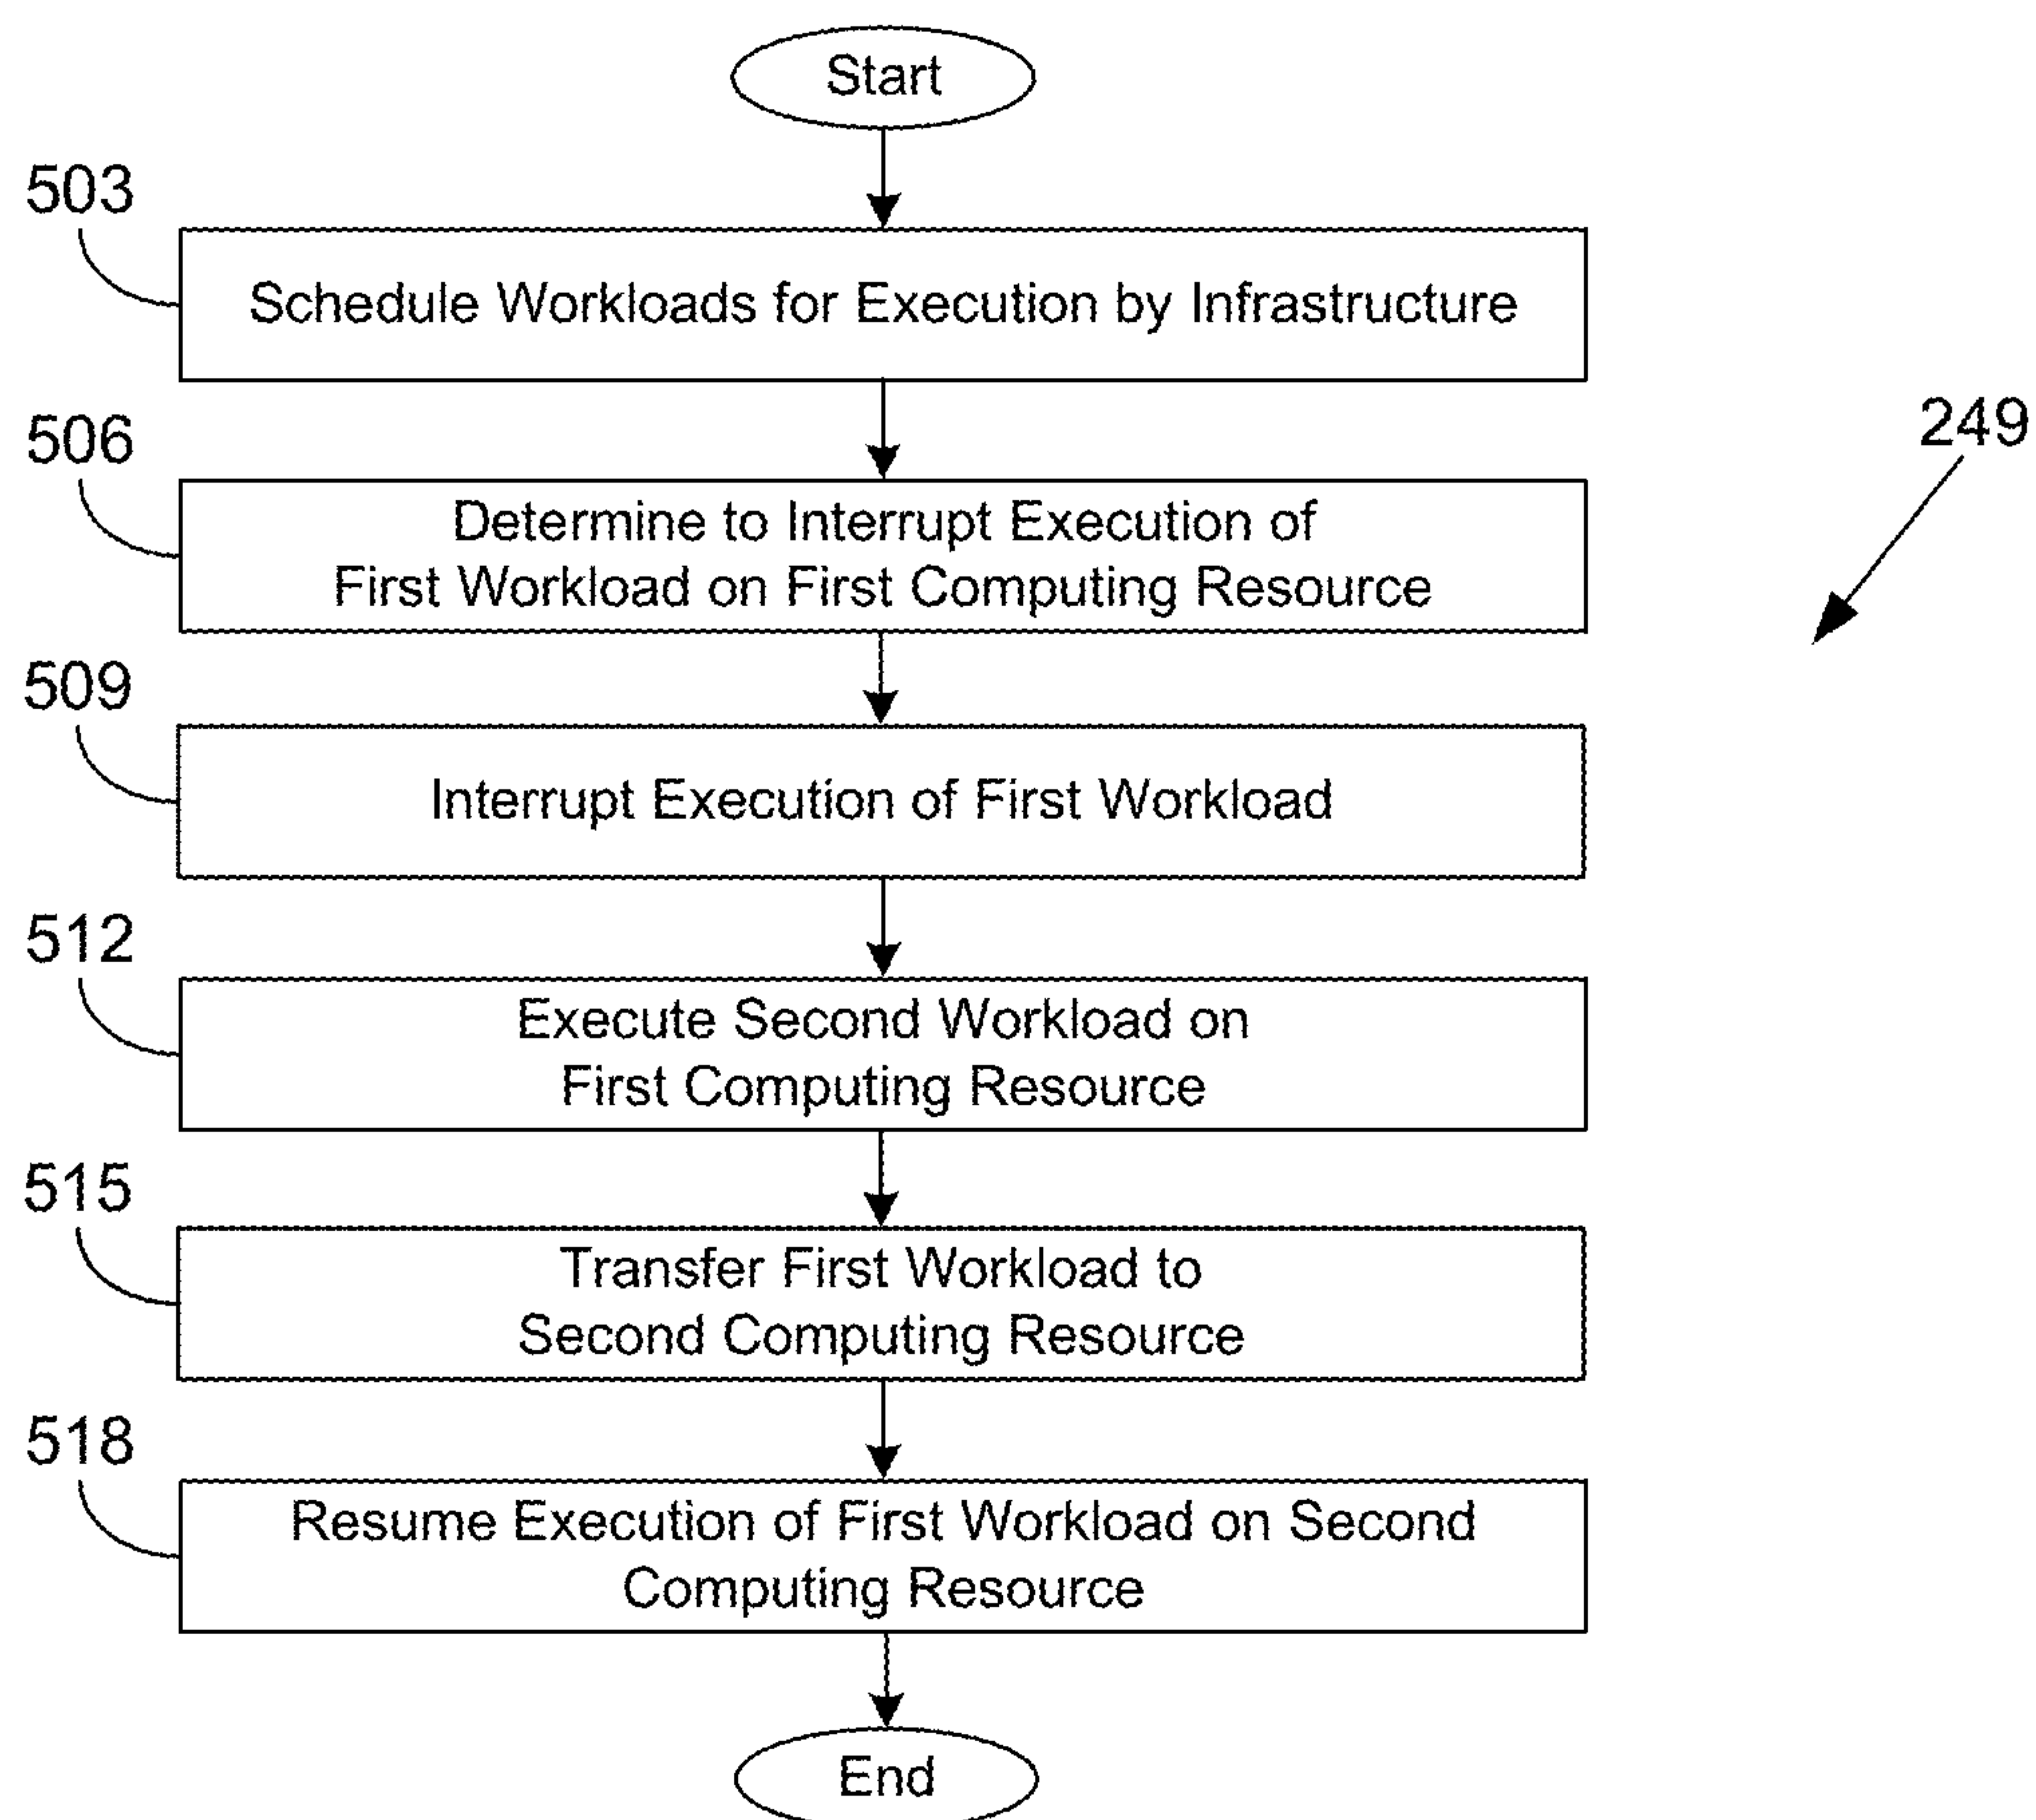 Start
503
Schedule Workloads for Execution by Infrastructure
506
249
Determine to Interrupt Execution of
First Workload on First Computing Resource
509
Interrupt Execution of First Workload
512
Execute Second Workload on
First Computing Resource
515
Transfer First Workload to
Second Computing Resource
518
Resume Execution of First Workload on Second
Computing Resource
End